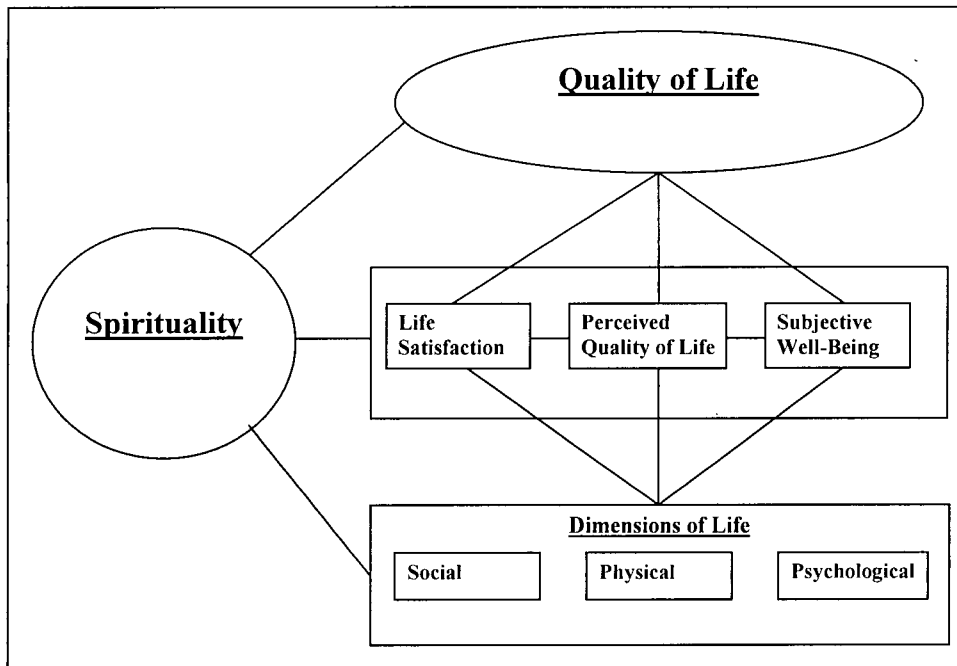 Quality of Life
Spirituality
Life
Satisfaction
Perceived
Quality of Life
Subjective
Well-Being
Dimensions of Life
Social
Physical
Psychological